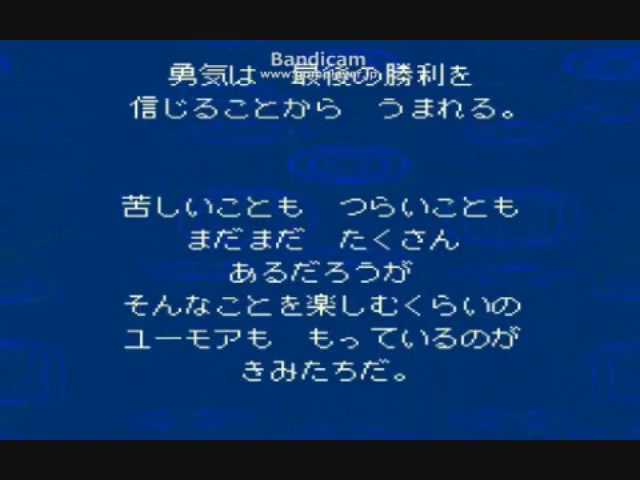 Bandicam
勇気は　最後の勝利を
信じることから　うまれる。
苦しいことも　つらいことも
まだまだ　たくさん
あるだろうが
そんなことを楽しむくらいの
ユーモアも　もっているのが
きみたちだ。